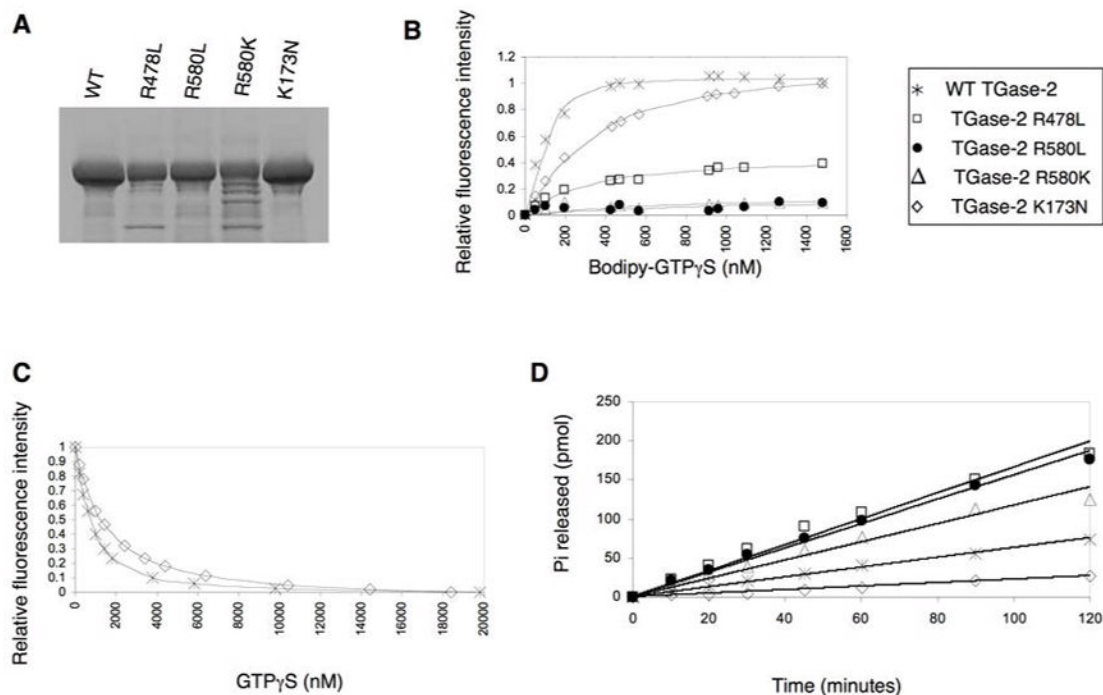 A
WT
R478L
R580L
R580K
K173N
B
Relative fluorescence intensity
1.2
1
0.8
0.6
0.4
0.2
0
0 200 400 600 800 1000 1200 1400 1600
Bodipy-GTPγS (nM)
WT TGase-2
TGase-2 R478L
TGase-2 R580L
TGase-2 R580K
TGase-2 K173N
C
Relative fluorescence intensity
1
0.9
0.8
0.7
0.6
0.5
0.4
0.3
0.2
0.1
0
0 2000 4000 6000 8000 10000 12000 14000 16000 18000 20000
GTPγS (nM)
D
Pi released (pmol)
250
200
150
100
50
0
0 20 40 60 80 100 120
Time (minutes)